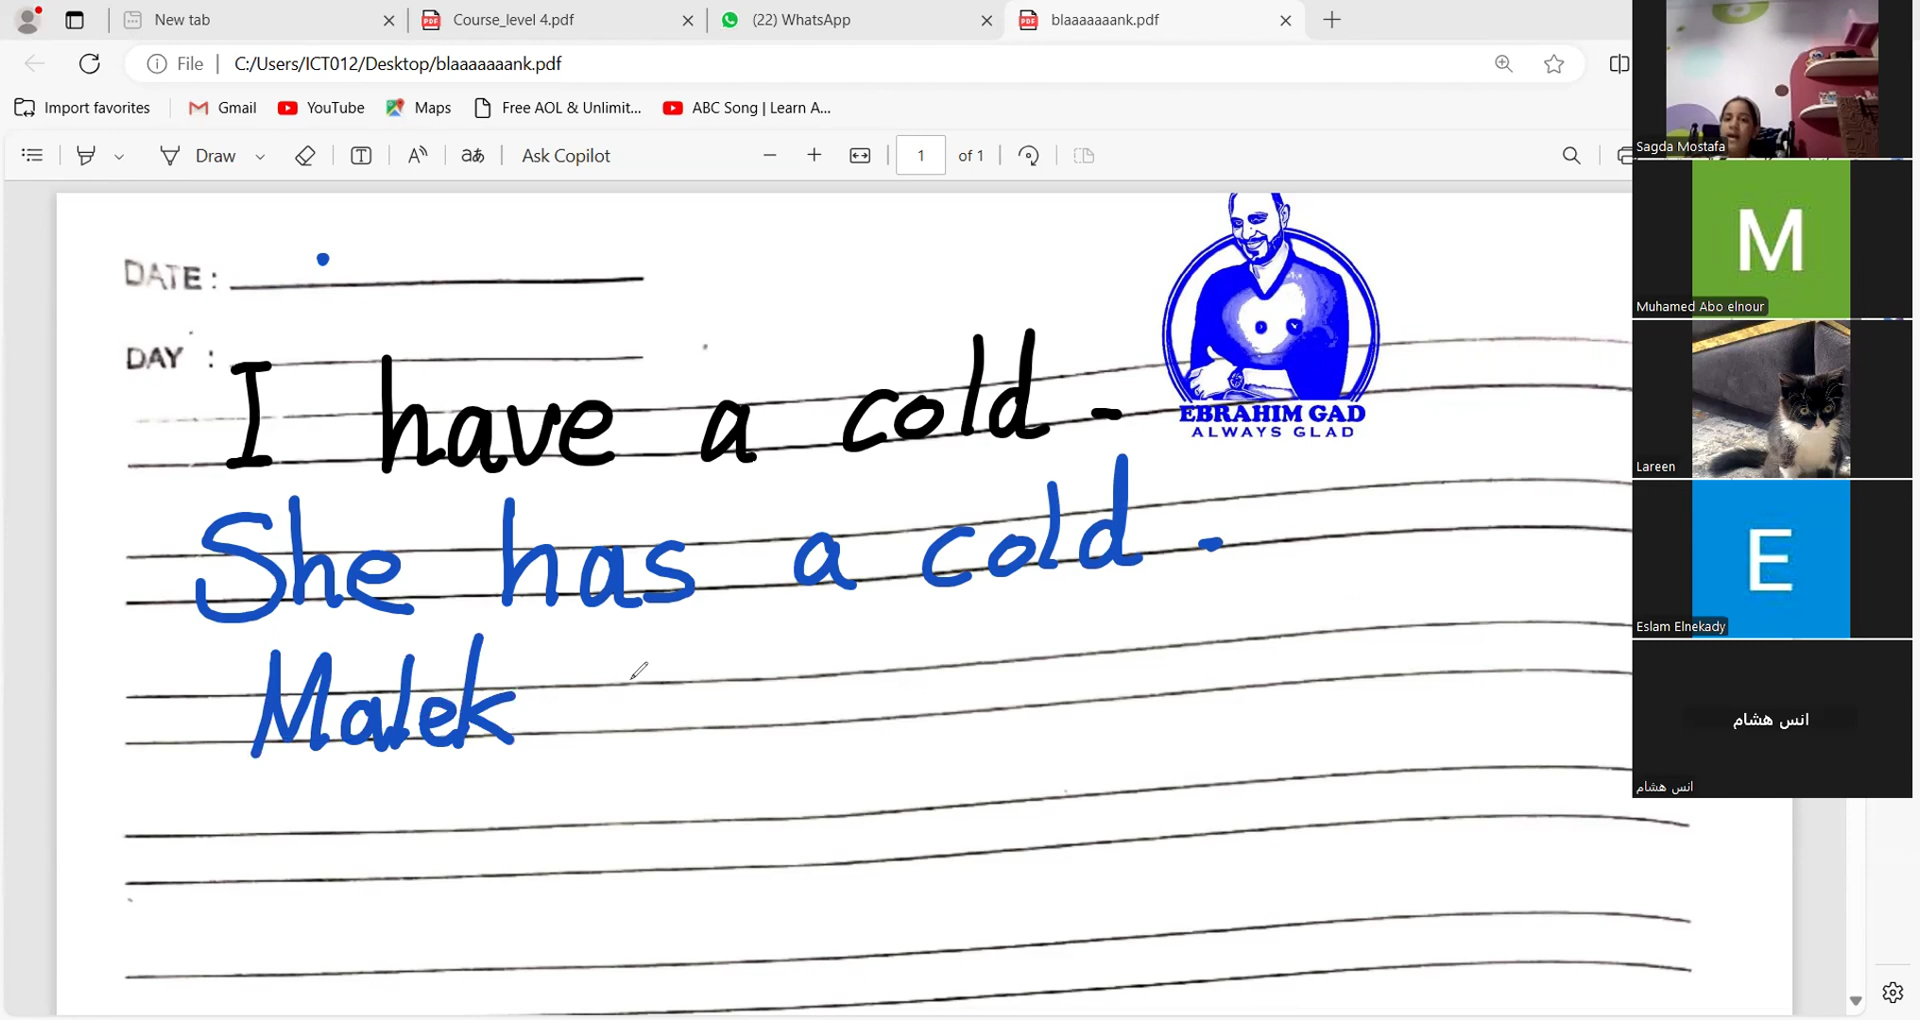 New tab
Course_level 4.pdf
(22) WhatsApp
blaaaaaaank.pdf
File
C:/Users/ICT012/Desktop/blaaaaaaank.pdf
Import favorites
Gmail
YouTube
Maps
Free AOL & Unlimit...
ABC Song | Learn A...
Draw
Ask Copilot
1 of 1
DATE :
DAY :
I have a cold -
She has a cold -
Malek
EBRAHIM GAD
ALWAYS GLAD
Sagda Mostafa
M
Muhamed Abo elnour
Lareen
E
Eslam Elnekady
انس هشام
انس هشام